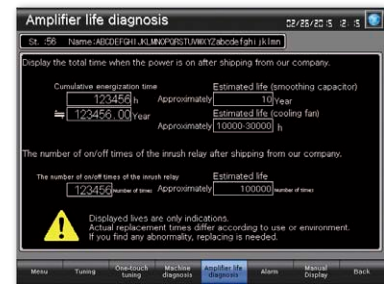 Amplifier life diagnosis
02/25/20 15 12: 15
St. :56 Name:ABCDEFGHIJKLMNOPQRSTUVWXYZabcdefghijklmn
Display the total time when the power is on after shipping from our company.
Cumulative energization time
Estimated life (smoothing capacitor)
123456 h Approximately 10 Year
≒ 123456.00 Year
Estimated life (cooling fan)
Approximately 10000-30000 h
The number of on/off times of the inrush relay after shipping from our company.
The number of on/off times of the inrush relay
Estimated life
123456 Number of times Approximately 100000 Number of times
Displayed lives are only indications.
Actual replacement times differ according to use or environment.
If you find any abnormality, replacing is needed.
Menu
Tuning
One-touch tuning
Machine diagnosis
Amplifier life diagnosis
Alarm
Manual Display
Back